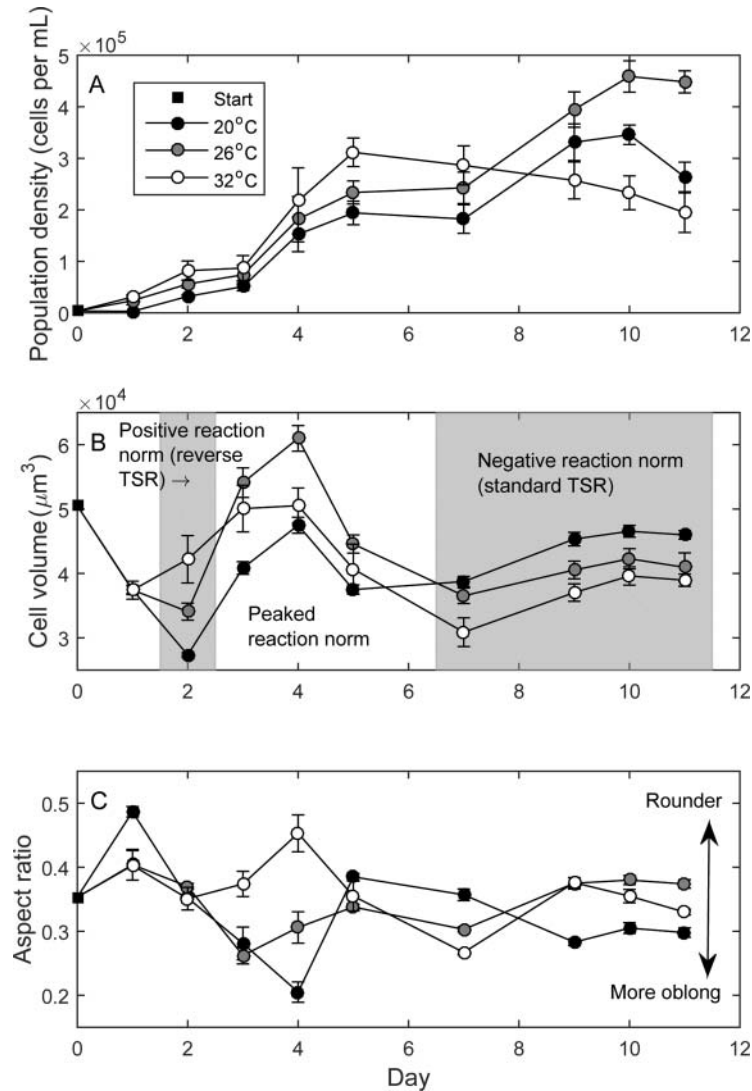 × 10⁵
5
4
3
2
1
0
Population density (cells per mL)
A
Start
20°C
26°C
32°C
0 2 4 6 8 10 12
× 10⁴
6
5
4
3
Cell volume (μm³)
B
Positive reaction
norm (reverse
TSR) →
Peaked
reaction norm
Negative reaction norm
(standard TSR)
0 2 4 6 8 10 12
0.5
0.4
0.3
0.2
Aspect ratio
C
Rounder
More oblong
0 2 4 6 8 10 12
Day